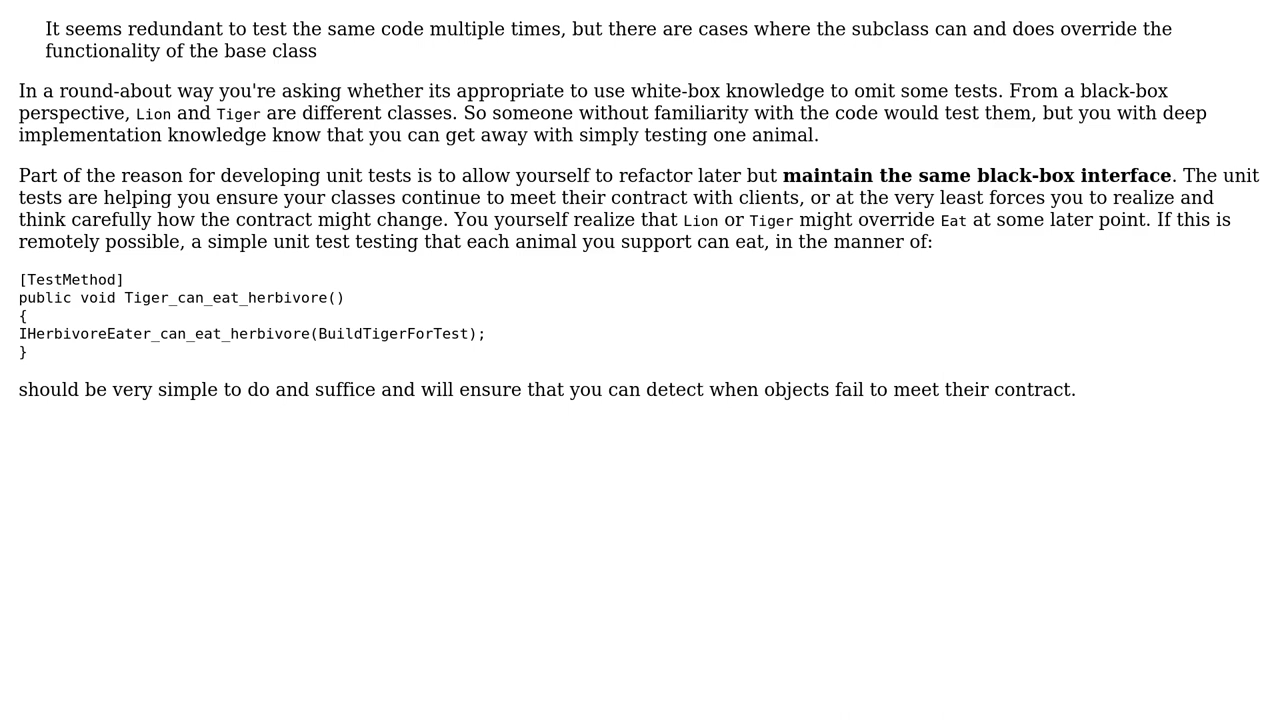 It seems redundant to test the same code multiple times, but there are cases where the subclass can and does override the
functionality of the base class
In a round-about way you're asking whether its appropriate to use white-box knowledge to omit some tests. From a black-box
perspective, Lion and Tiger are different classes. So someone without familiarity with the code would test them, but you with deep
implementation knowledge know that you can get away with simply testing one animal.
Part of the reason for developing unit tests is to allow yourself to refactor later but maintain the same black-box interface. The unit
tests are helping you ensure your classes continue to meet their contract with clients, or at the very least forces you to realize and
think carefully how the contract might change. You yourself realize that Lion or Tiger might override Eat at some later point. If this is
remotely possible, a simple unit test testing that each animal you support can eat, in the manner of:
[TestMethod]
public void Tiger_can_eat_herbivore()
{
IHerbivoreEater_can_eat_herbivore(BuildTigerForTest);
}
should be very simple to do and suffice and will ensure that you can detect when objects fail to meet their contract.